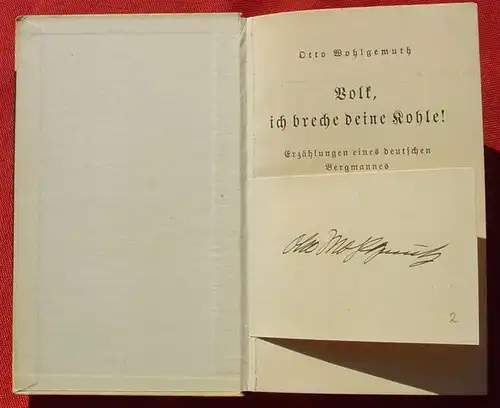 Otto Wohlgemuth
Volk,
ich breche deine Kohle!
Erzählungen eines deutschen
Bergmannes
Otto Wohlgemuth
2